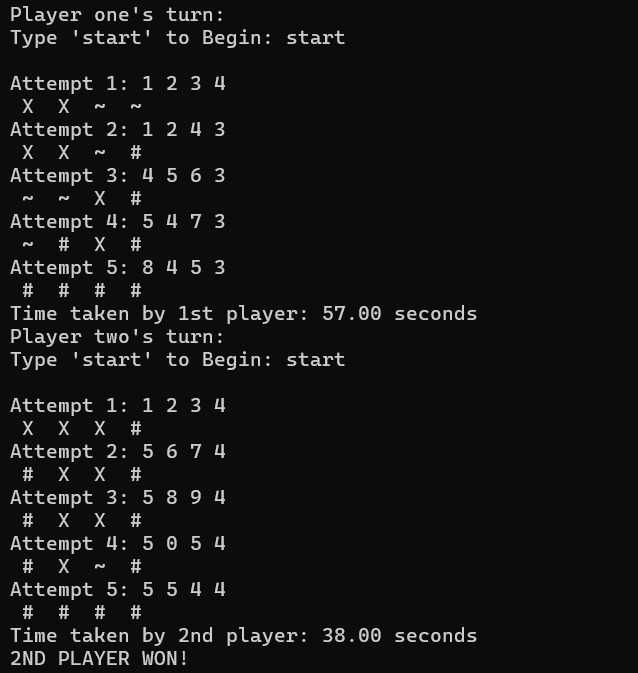 Player one's turn:
Type 'start' to Begin: start
Attempt 1: 1 2 3 4
X X ~ ~
Attempt 2: 1 2 4 3
X X ~ #
Attempt 3: 4 5 6 3
~ ~ X #
Attempt 4: 5 4 7 3
~ # X #
Attempt 5: 8 4 5 3
# # # #
Time taken by 1st player: 57.00 seconds
Player two's turn:
Type 'start' to Begin: start
Attempt 1: 1 2 3 4
X X X #
Attempt 2: 5 6 7 4
# X X #
Attempt 3: 5 8 9 4
# X X #
Attempt 4: 5 0 5 4
# X ~ #
Attempt 5: 5 5 4 4
# # # #
Time taken by 2nd player: 38.00 seconds
2ND PLAYER WON!